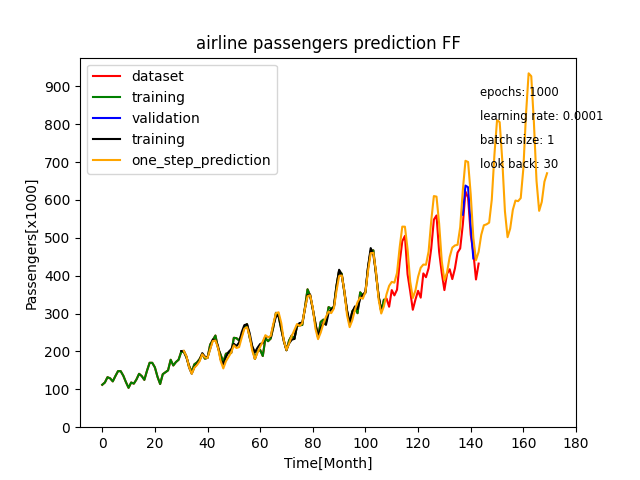 airline passengers prediction FF
dataset
training
validation
training
one_step_prediction
epochs: 1000
learning rate: 0.0001
batch size: 1
look back: 30
Passengers[x1000]
900
800
700
600
500
400
300
200
100
0
0 20 40 60 80 100 120 140 160 180
Time[Month]